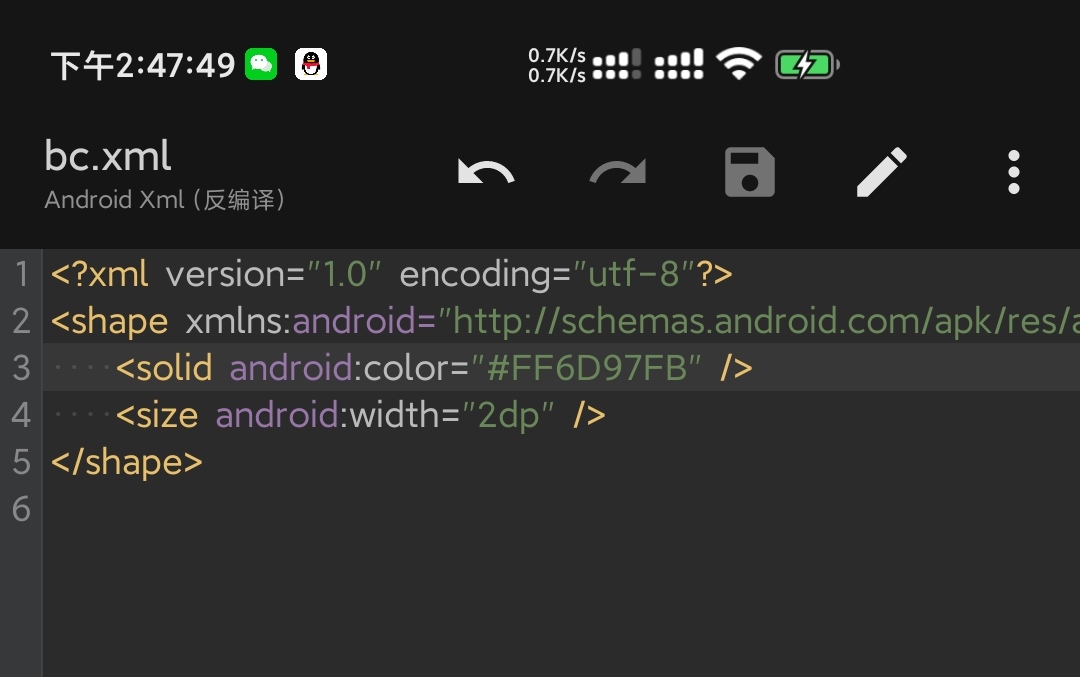 下午2:47:49
0.7K/s
0.7K/s
bc.xml
Android Xml (反编译)
1 <?xml version="1.0" encoding="utf-8"?>
2 <shape xmlns:android="http://schemas.android.com/apk/res/a
3 ····<solid android:color="#FF6D97FB" />
4 ····<size android:width="2dp" />
5 </shape>
6